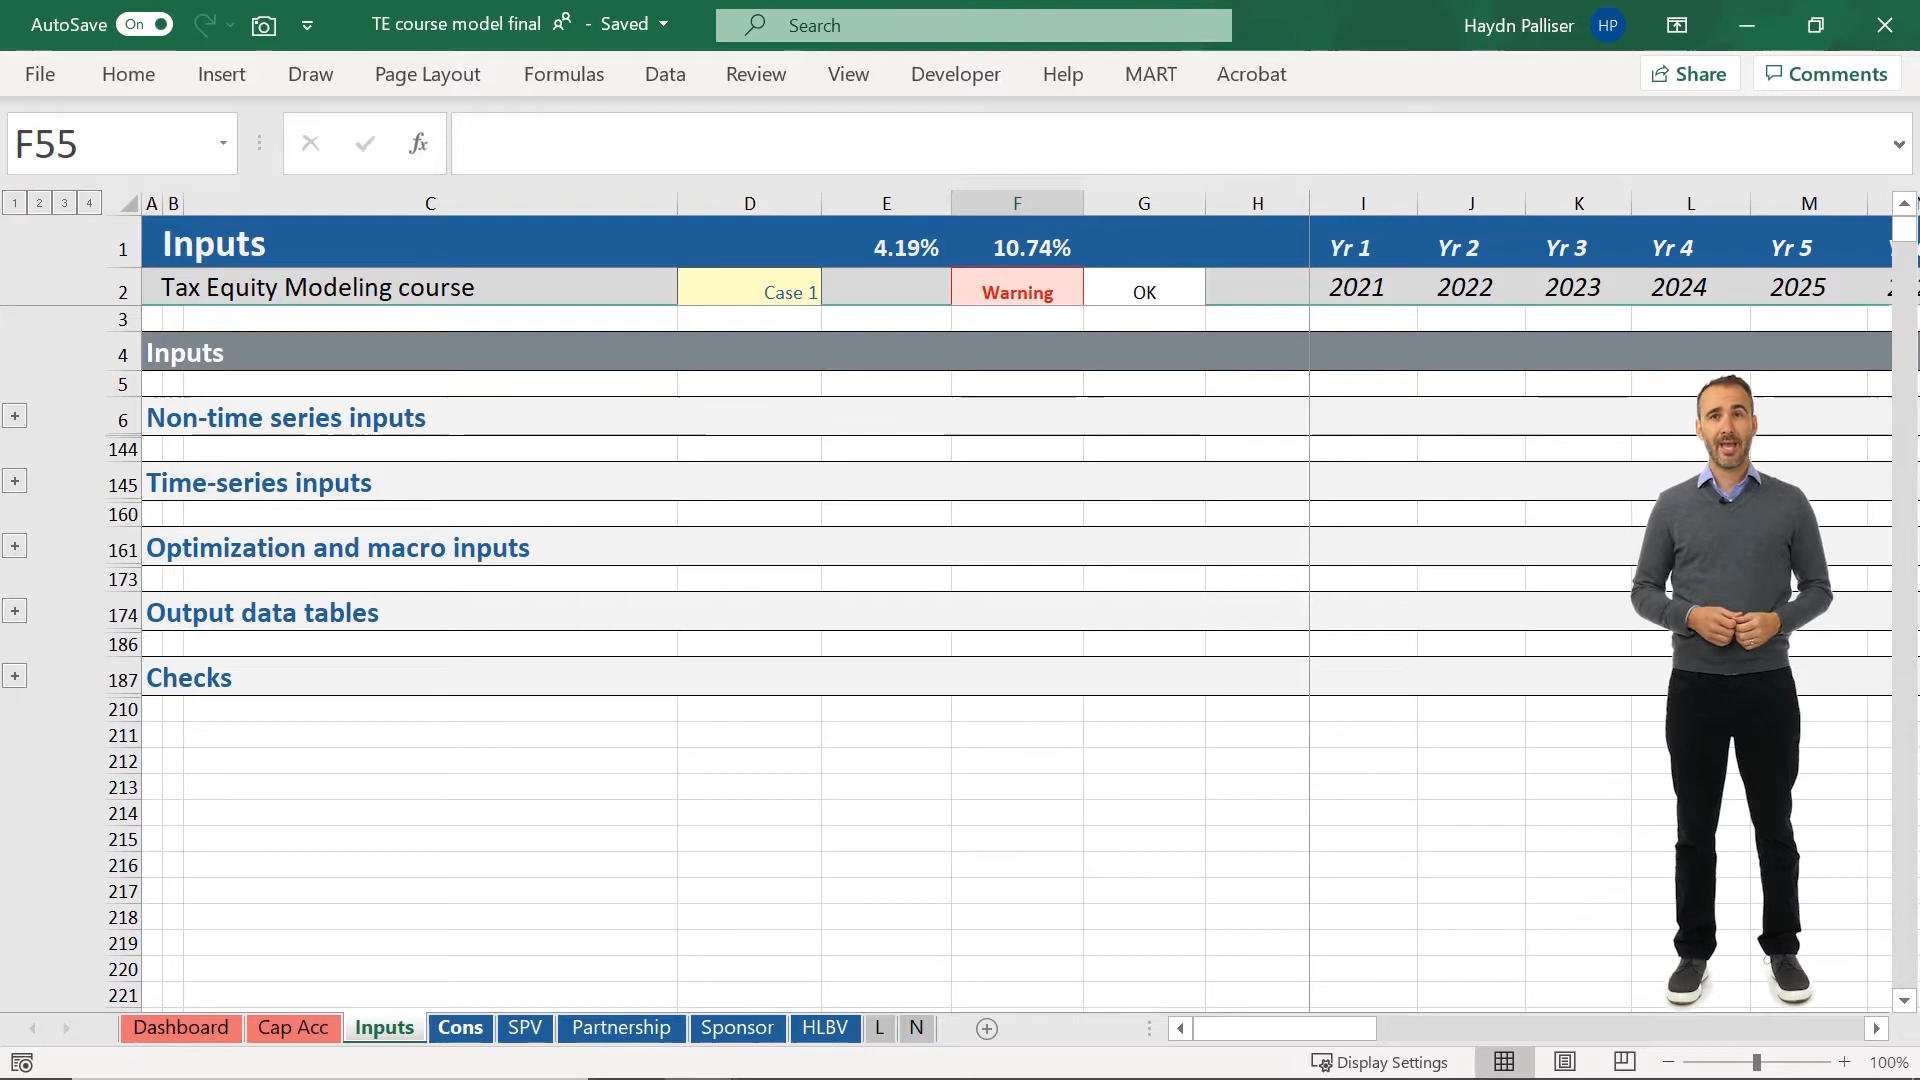 AutoSave On TE course model final - Saved Search Haydn Palliser HP
File Home Insert Draw Page Layout Formulas Data Review View Developer Help MART Acrobat Share Comments
F55 fx
1 2 3 4 A B C D E F G H I J K L M
1 Inputs 4.19% 10.74% Yr 1 Yr 2 Yr 3 Yr 4 Yr 5
2 Tax Equity Modeling course Case 1 Warning OK 2021 2022 2023 2024 2025
3
4 Inputs
5
6 Non-time series inputs
144
145 Time-series inputs
160
161 Optimization and macro inputs
173
174 Output data tables
186
187 Checks
210
211
212
213
214
215
216
217
218
219
220
221
Dashboard Cap Acc Inputs Cons SPV Partnership Sponsor HLBV L N
Display Settings 100%